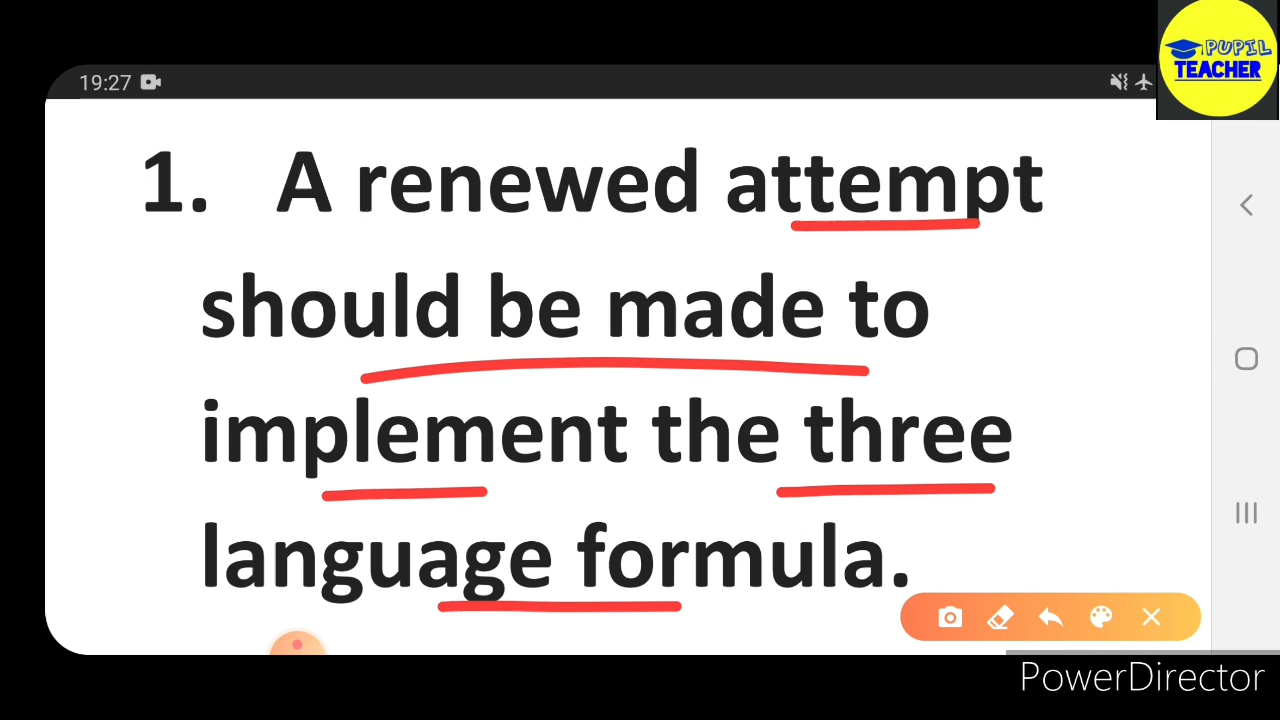 PUPIL
TEACHER
19:27
1. A renewed attempt
should be made to
implement the three
language formula.
PowerDirector